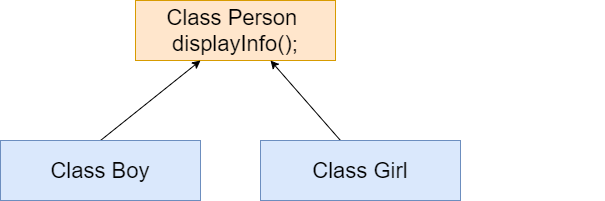 Class Person
displayInfo();
Class Boy
Class Girl